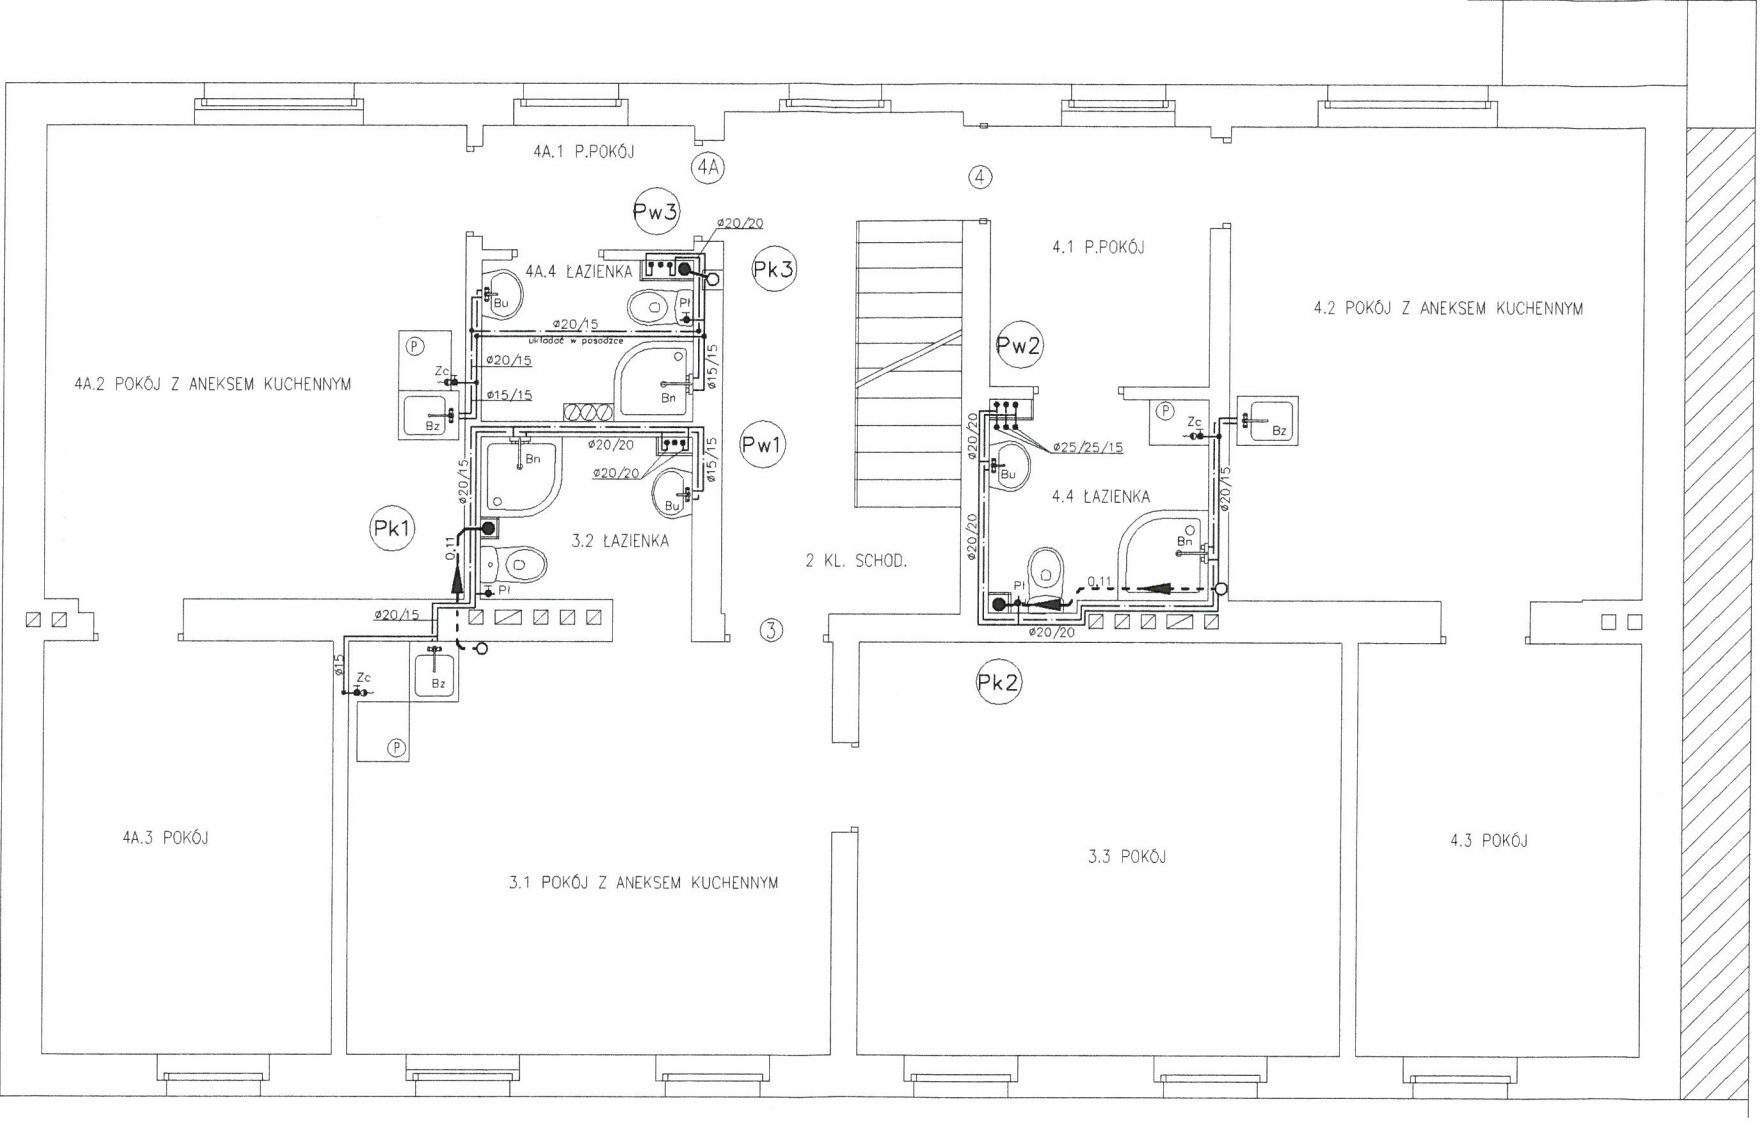 4A.1 P.POKÓJ
4A
4
Pw3
ø20/20
4.1 P.POKÓJ
4A.4 ŁAZIENKA
Pk3
Bu
Pł
4.2 POKÓJ Z ANEKSEM KUCHENNYM
ø20/15
układać w posadzce
P
Pw2
ø20/15
ø15/15
Zc
4A.2 POKÓJ Z ANEKSEM KUCHENNYM
ø15/15
Bn
Bz
P
Zc
Bz
ø20/20
Pw1
ø20/20
ø25/25/15
Bn
ø20/20
ø15/15
ø20/15
Bu
Bu
4.4 ŁAZIENKA
ø20/15
Pk1
3.2 ŁAZIENKA
0,11
ø20/20
Bn
2 KL. SCHOD.
Pł
Pł
0,11
ø20/15
3
ø20/20
ø15
Zc
Bz
Pk2
P
4A.3 POKÓJ
4.3 POKÓJ
3.3 POKÓJ
3.1 POKÓJ Z ANEKSEM KUCHENNYM